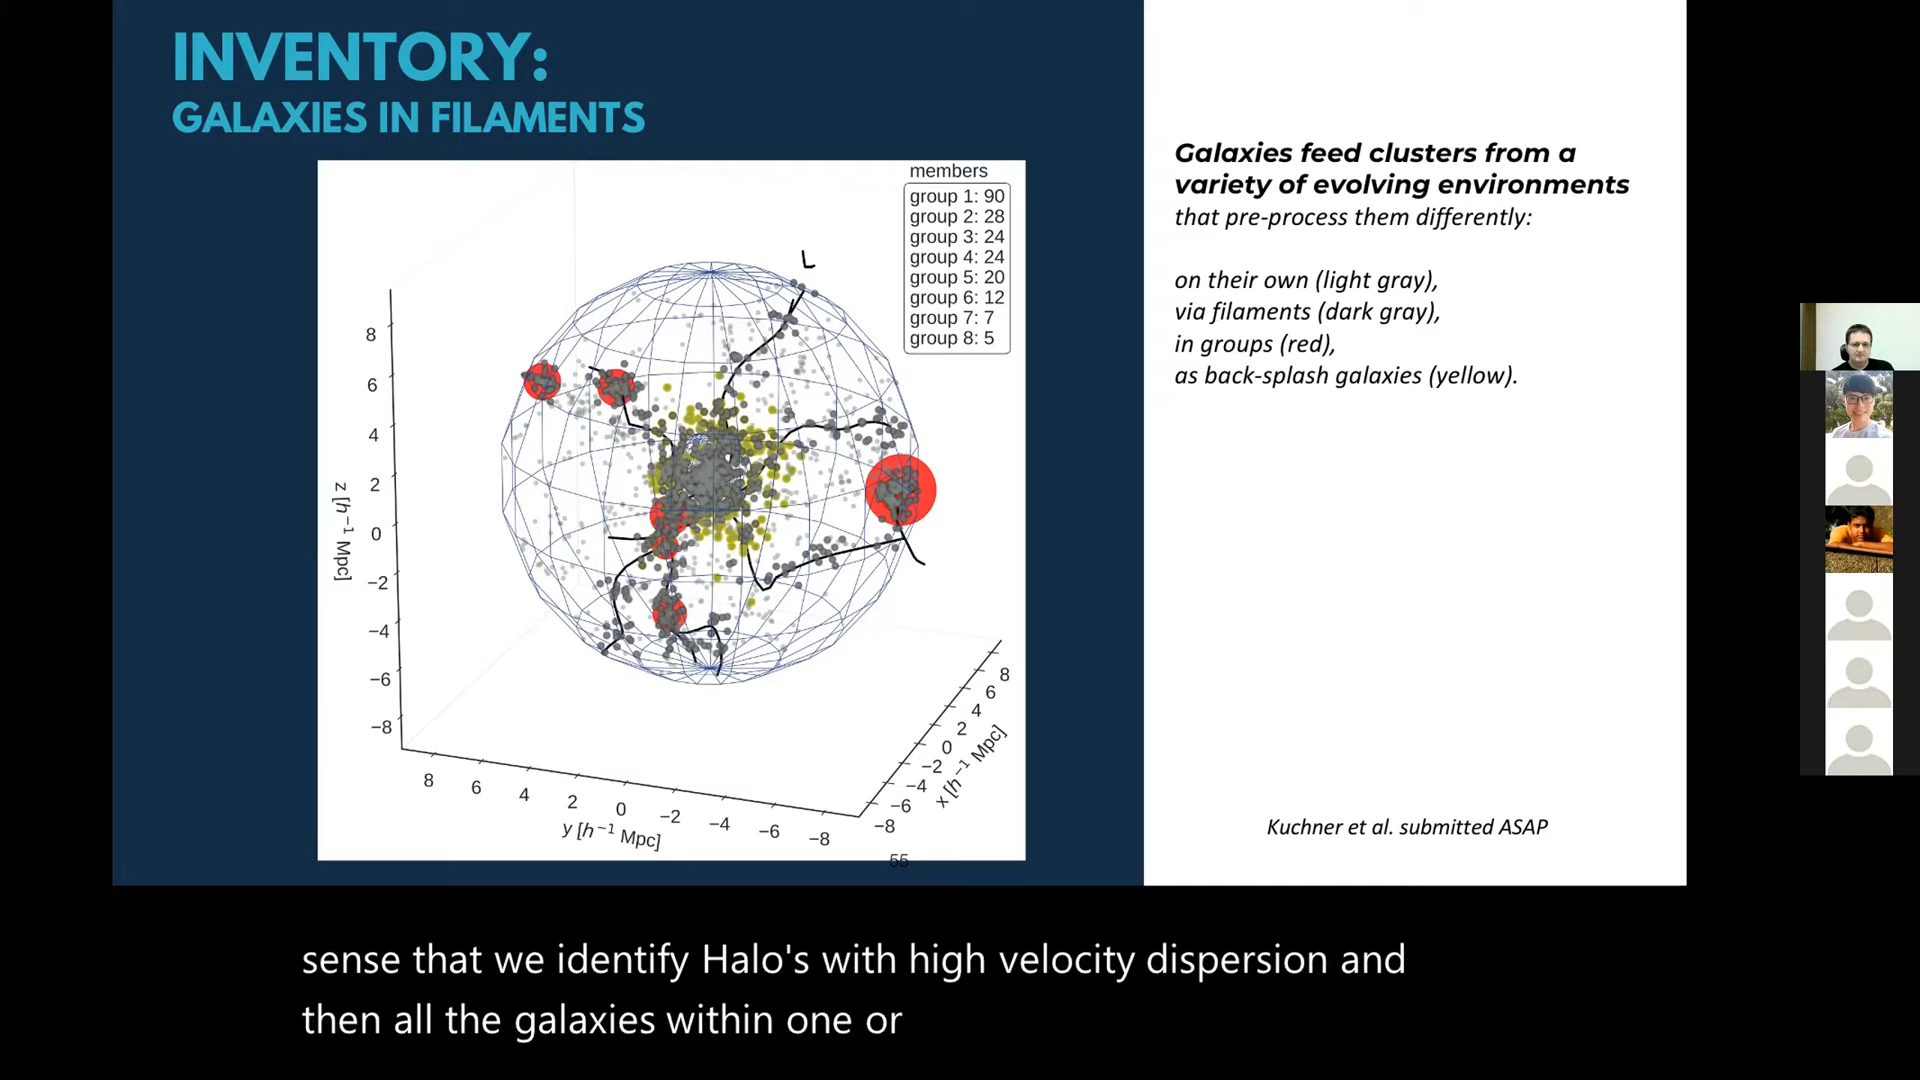 INVENTORY:
GALAXIES IN FILAMENTS
members
group 1: 90
group 2: 28
group 3: 24
group 4: 24
group 5: 20
group 6: 12
group 7: 7
group 8: 5
8
6
4
2
0
−2
−4
−6
−8
z [h⁻¹ Mpc]
8
6
4
2
0
−2
−4
−6
−8
y [h⁻¹ Mpc]
8
6
4
2
0
−2
−4
−6
−8
x [h⁻¹ Mpc]
55
Galaxies feed clusters from a
variety of evolving environments
that pre-process them differently:
on their own (light gray),
via filaments (dark gray),
in groups (red),
as back-splash galaxies (yellow).
Kuchner et al. submitted ASAP
sense that we identify Halo's with high velocity dispersion and
then all the galaxies within one or